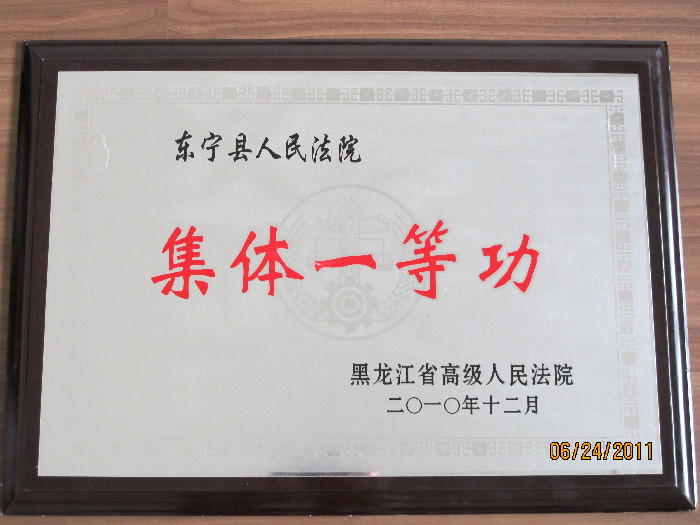 东宁县人民法院
集体一等功
黑龙江省高级人民法院
二〇一〇年十二月
06/24/2011